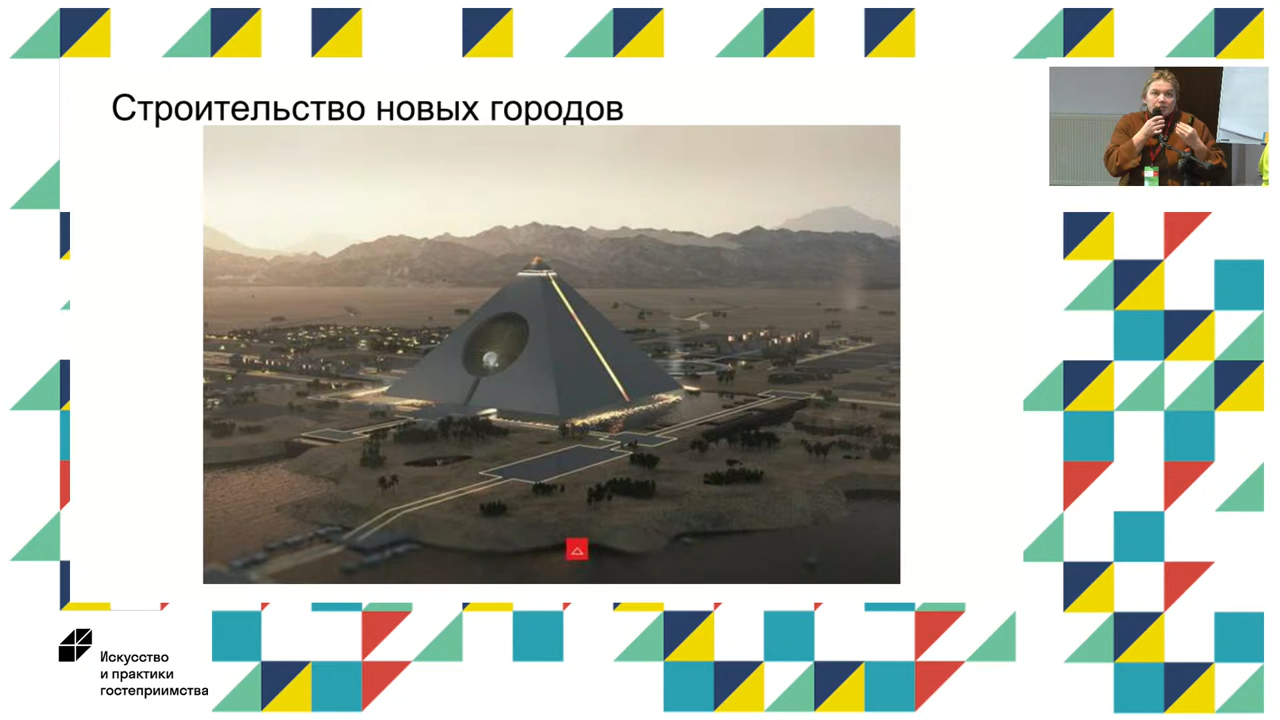 Строительство новых городов
Искусство
и практики
гостеприимства